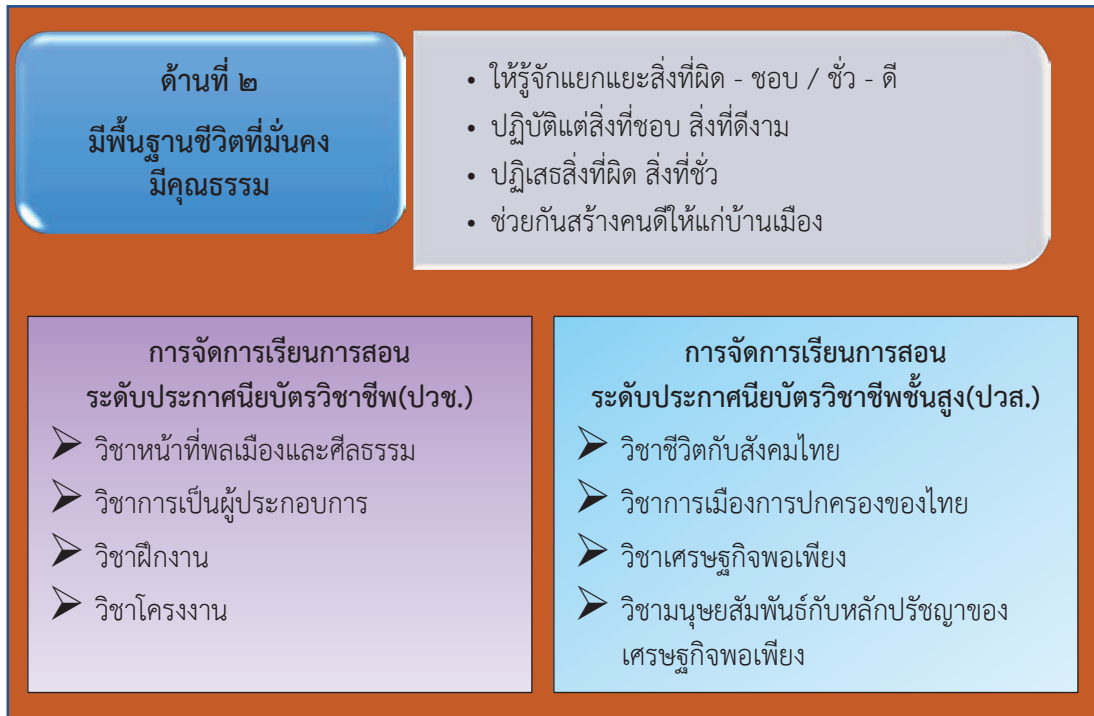 ด้านที่ ๒
มีพื้นฐานชีวิตที่มั่นคง
มีคุณธรรม
• ให้รู้จักแยกแยะสิ่งที่ผิด - ชอบ / ชั่ว - ดี
• ปฏิบัติแต่สิ่งที่ชอบ สิ่งที่ดีงาม
• ปฏิเสธสิ่งที่ผิด สิ่งที่ชั่ว
• ช่วยกันสร้างคนดีให้แก่บ้านเมือง
การจัดการเรียนการสอน
ระดับประกาศนียบัตรวิชาชีพ(ปวช.)
➢ วิชาหน้าที่พลเมืองและศีลธรรม
➢ วิชาการเป็นผู้ประกอบการ
➢ วิชาฝึกงาน
➢ วิชาโครงงาน
การจัดการเรียนการสอน
ระดับประกาศนียบัตรวิชาชีพชั้นสูง(ปวส.)
➢ วิชาชีวิตกับสังคมไทย
➢ วิชาการเมืองการปกครองของไทย
➢ วิชาเศรษฐกิจพอเพียง
➢ วิชามนุษยสัมพันธ์กับหลักปรัชญาของ
เศรษฐกิจพอเพียง